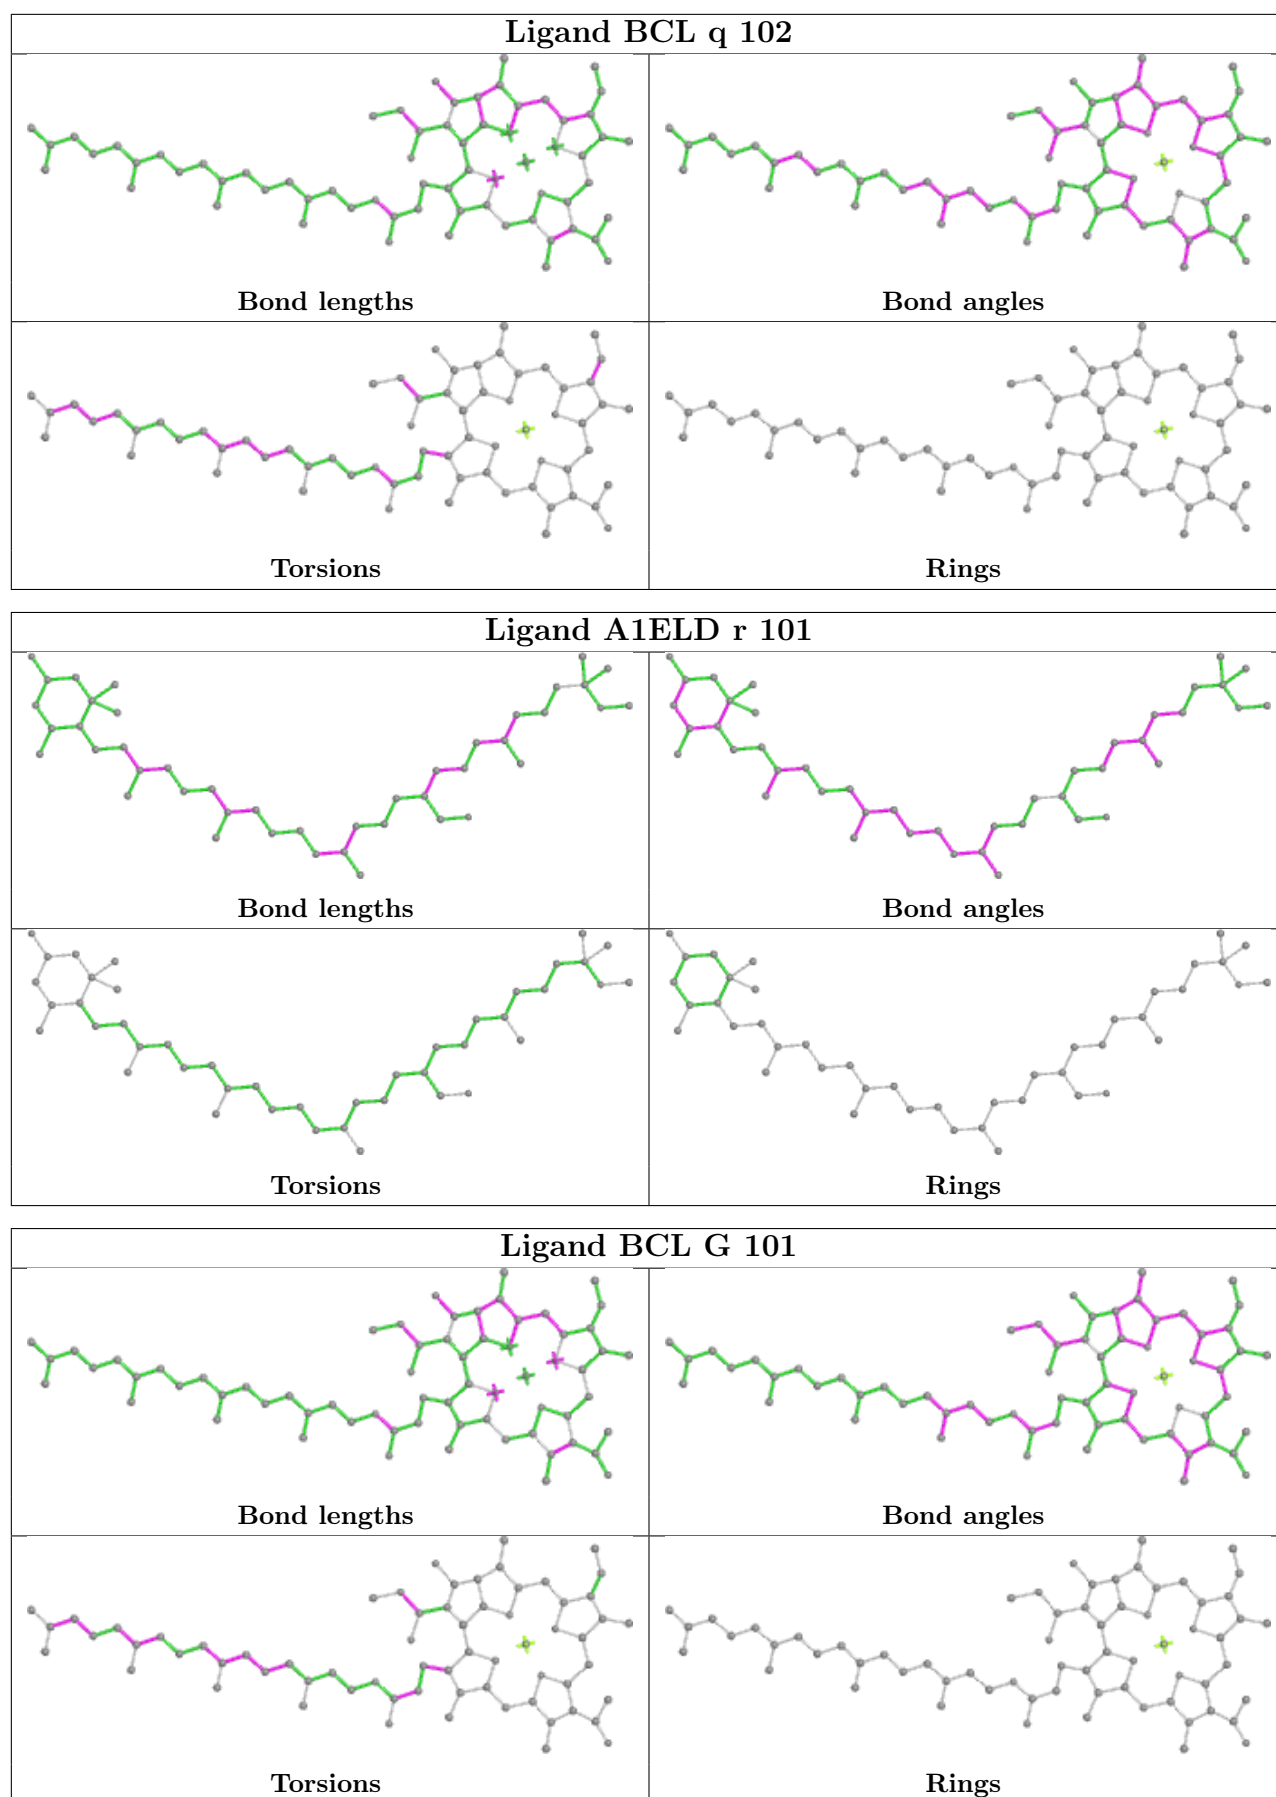 Ligand BCL q 102
Bond lengths
Bond angles
Torsions
Rings
Ligand A1ELD r 101
Bond lengths
Bond angles
Torsions
Rings
Ligand BCL G 101
Bond lengths
Bond angles
Torsions
Rings